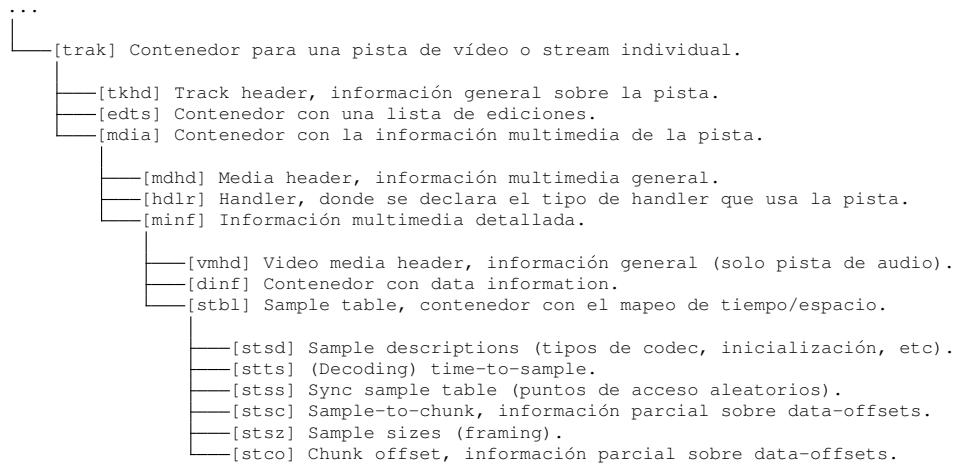 ...
[trak] Contenedor para una pista de vídeo o stream individual.
[tkhd] Track header, información general sobre la pista.
[edts] Contenedor con una lista de ediciones.
[mdia] Contenedor con la información multimedia de la pista.
[mdhd] Media header, información multimedia general.
[hdlr] Handler, donde se declara el tipo de handler que usa la pista.
[minf] Información multimedia detallada.
[vmhd] Video media header, información general (solo pista de audio).
[dinf] Contenedor con data information.
[stbl] Sample table, contenedor con el mapeo de tiempo/espacio.
[stsd] Sample descriptions (tipos de codec, inicialización, etc).
[stts] (Decoding) time-to-sample.
[stss] Sync sample table (puntos de acceso aleatorios).
[stsc] Sample-to-chunk, información parcial sobre data-offsets.
[stsz] Sample sizes (framing).
[stco] Chunk offset, información parcial sobre data-offsets.